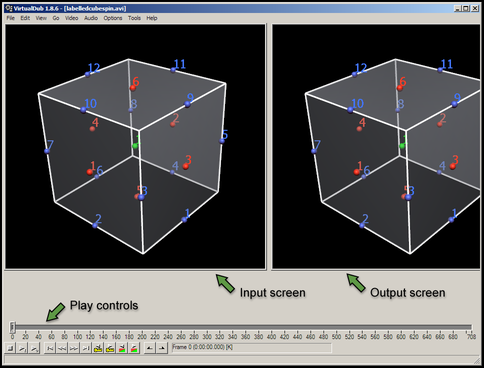 VirtualDub 1.8.6 - [labelledcubespin.avi]
File Edit View Go Video Audio Options Tools Help
12 11 6 10 8 9 4 2 5 7 1 6 3 4 3 2 1
12 11 6 10 8 9 4 2 7 1 6 3 4 3 2 1
Input screen
Output screen
Play controls
0 20 40 60 80 100 120 140 160 180 200 220 240 260 280 300 320 340 360 380 400 420 440 460 480 500 520 540 560 580 600 620 640 660 680 708
Frame 0 (0:00:00.000) [K]